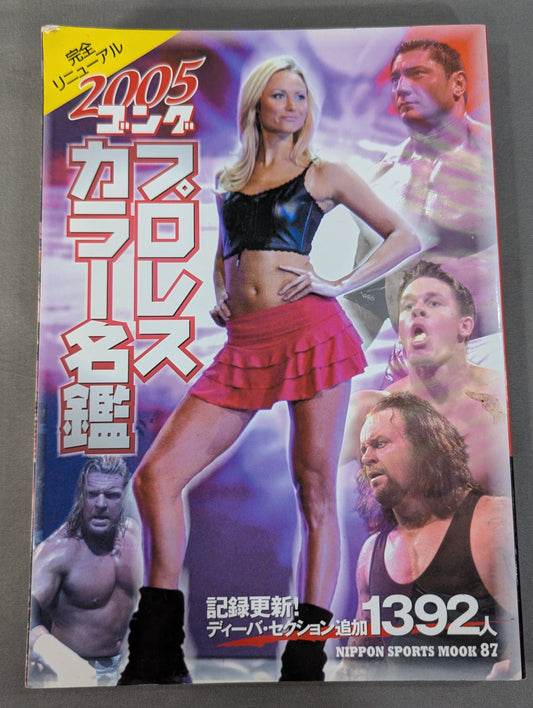 完全
リニューアル
2005
ゴング
プロレス
カラー名鑑
記録更新!
ディーバ・セクション追加1392人
NIPPON SPORTS MOOK 87